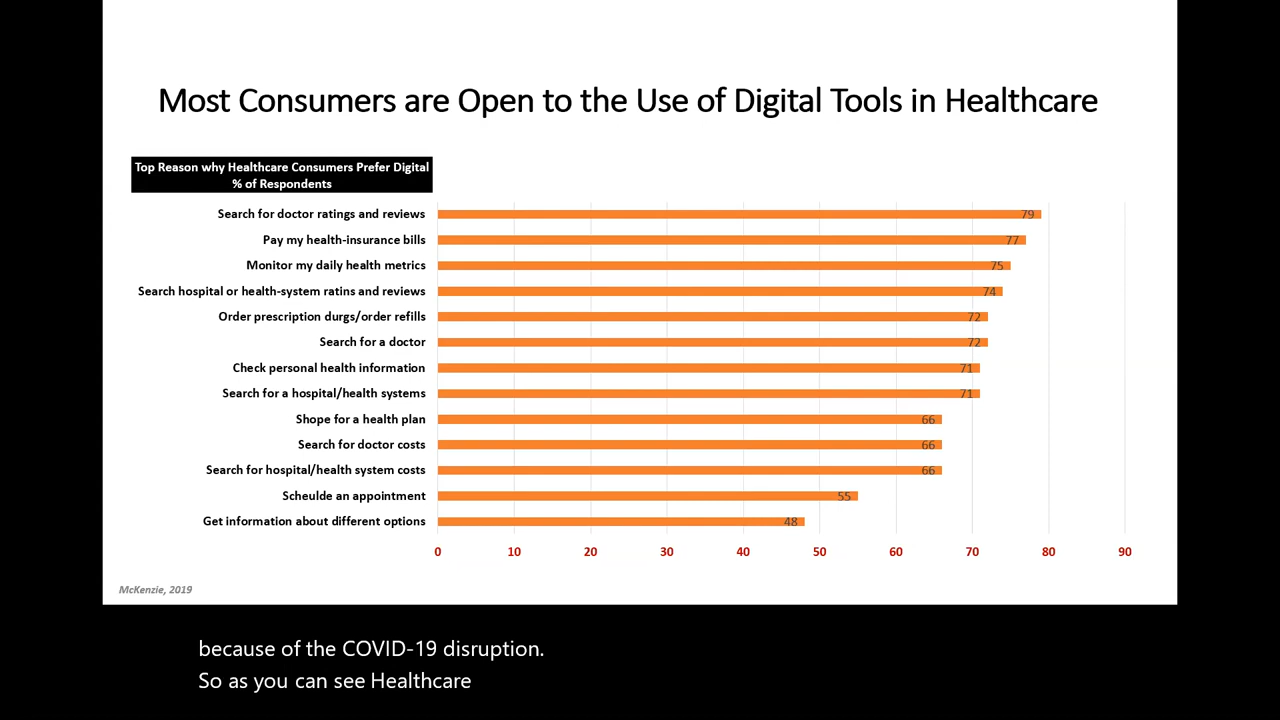 Most Consumers are Open to the Use of Digital Tools in Healthcare
Top Reason why Healthcare Consumers Prefer Digital
% of Respondents
Search for doctor ratings and reviews 79
Pay my health-insurance bills 77
Monitor my daily health metrics 75
Search hospital or health-system ratins and reviews 74
Order prescription durgs/order refills 72
Search for a doctor 72
Check personal health information 71
Search for a hospital/health systems 71
Shope for a health plan 66
Search for doctor costs 66
Search for hospital/health system costs 66
Scheulde an appointment 55
Get information about different options 48
0 10 20 30 40 50 60 70 80 90
McKenzie, 2019
because of the COVID-19 disruption.
So as you can see Healthcare